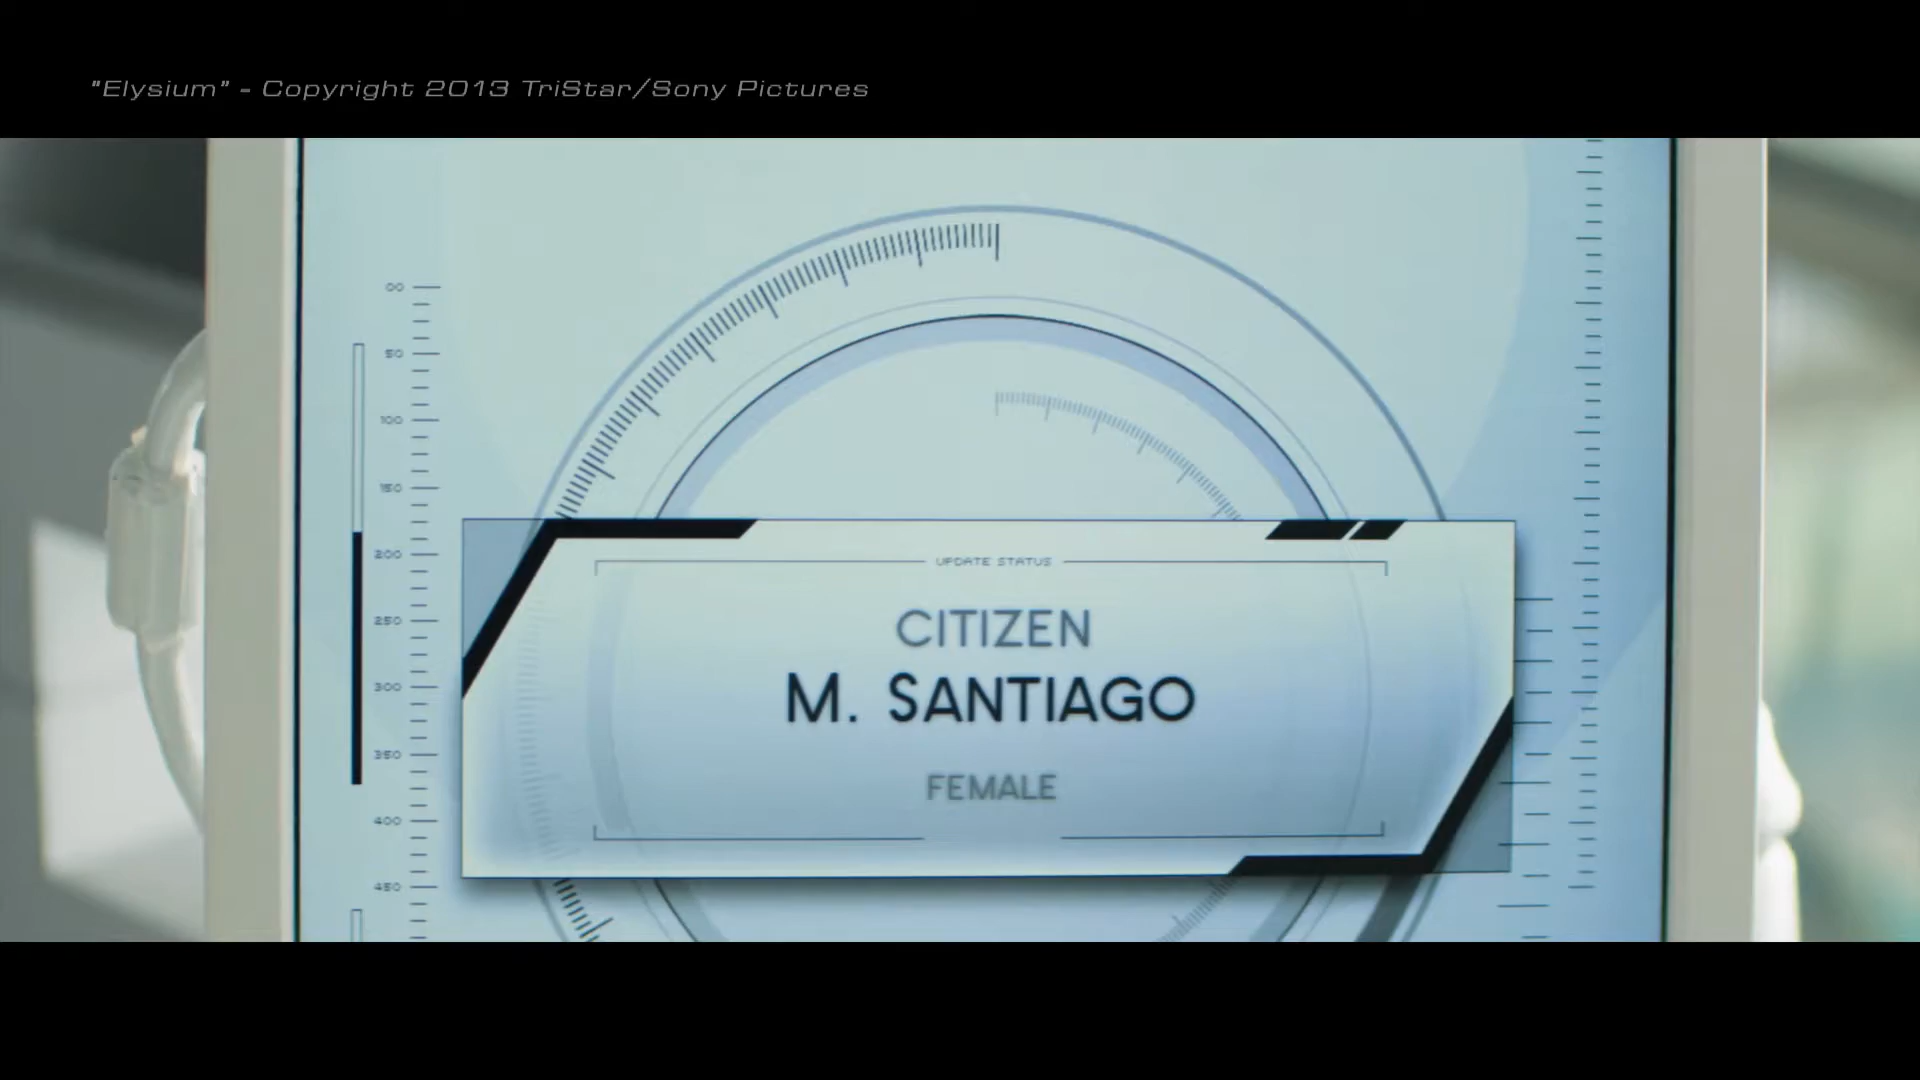 "Elysium" - Copyright 2013 TriStar/Sony Pictures
00
50
100
150
200
250
300
350
400
450
UPDATE STATUS
CITIZEN
M. SANTIAGO
FEMALE